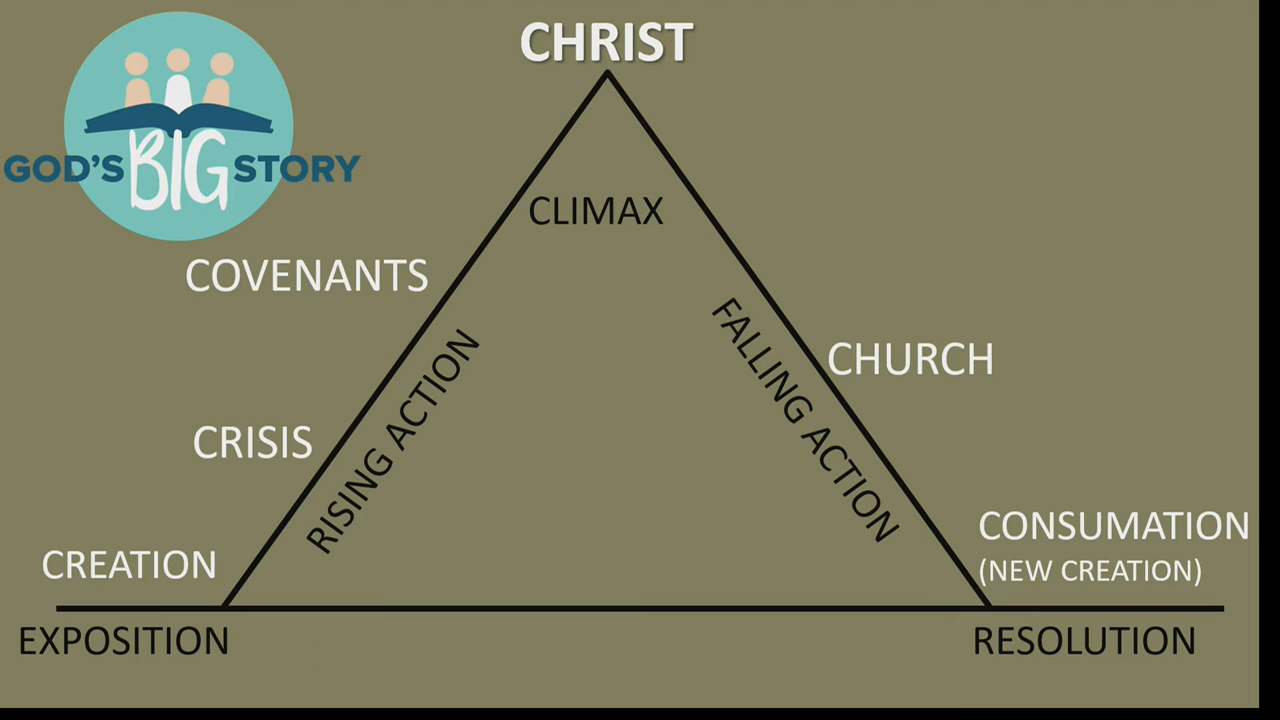 CHRIST
GOD'S BIG STORY
CLIMAX
COVENANTS
RISING ACTION
FALLING ACTION
CHURCH
CRISIS
CONSUMATION
(NEW CREATION)
CREATION
EXPOSITION
RESOLUTION